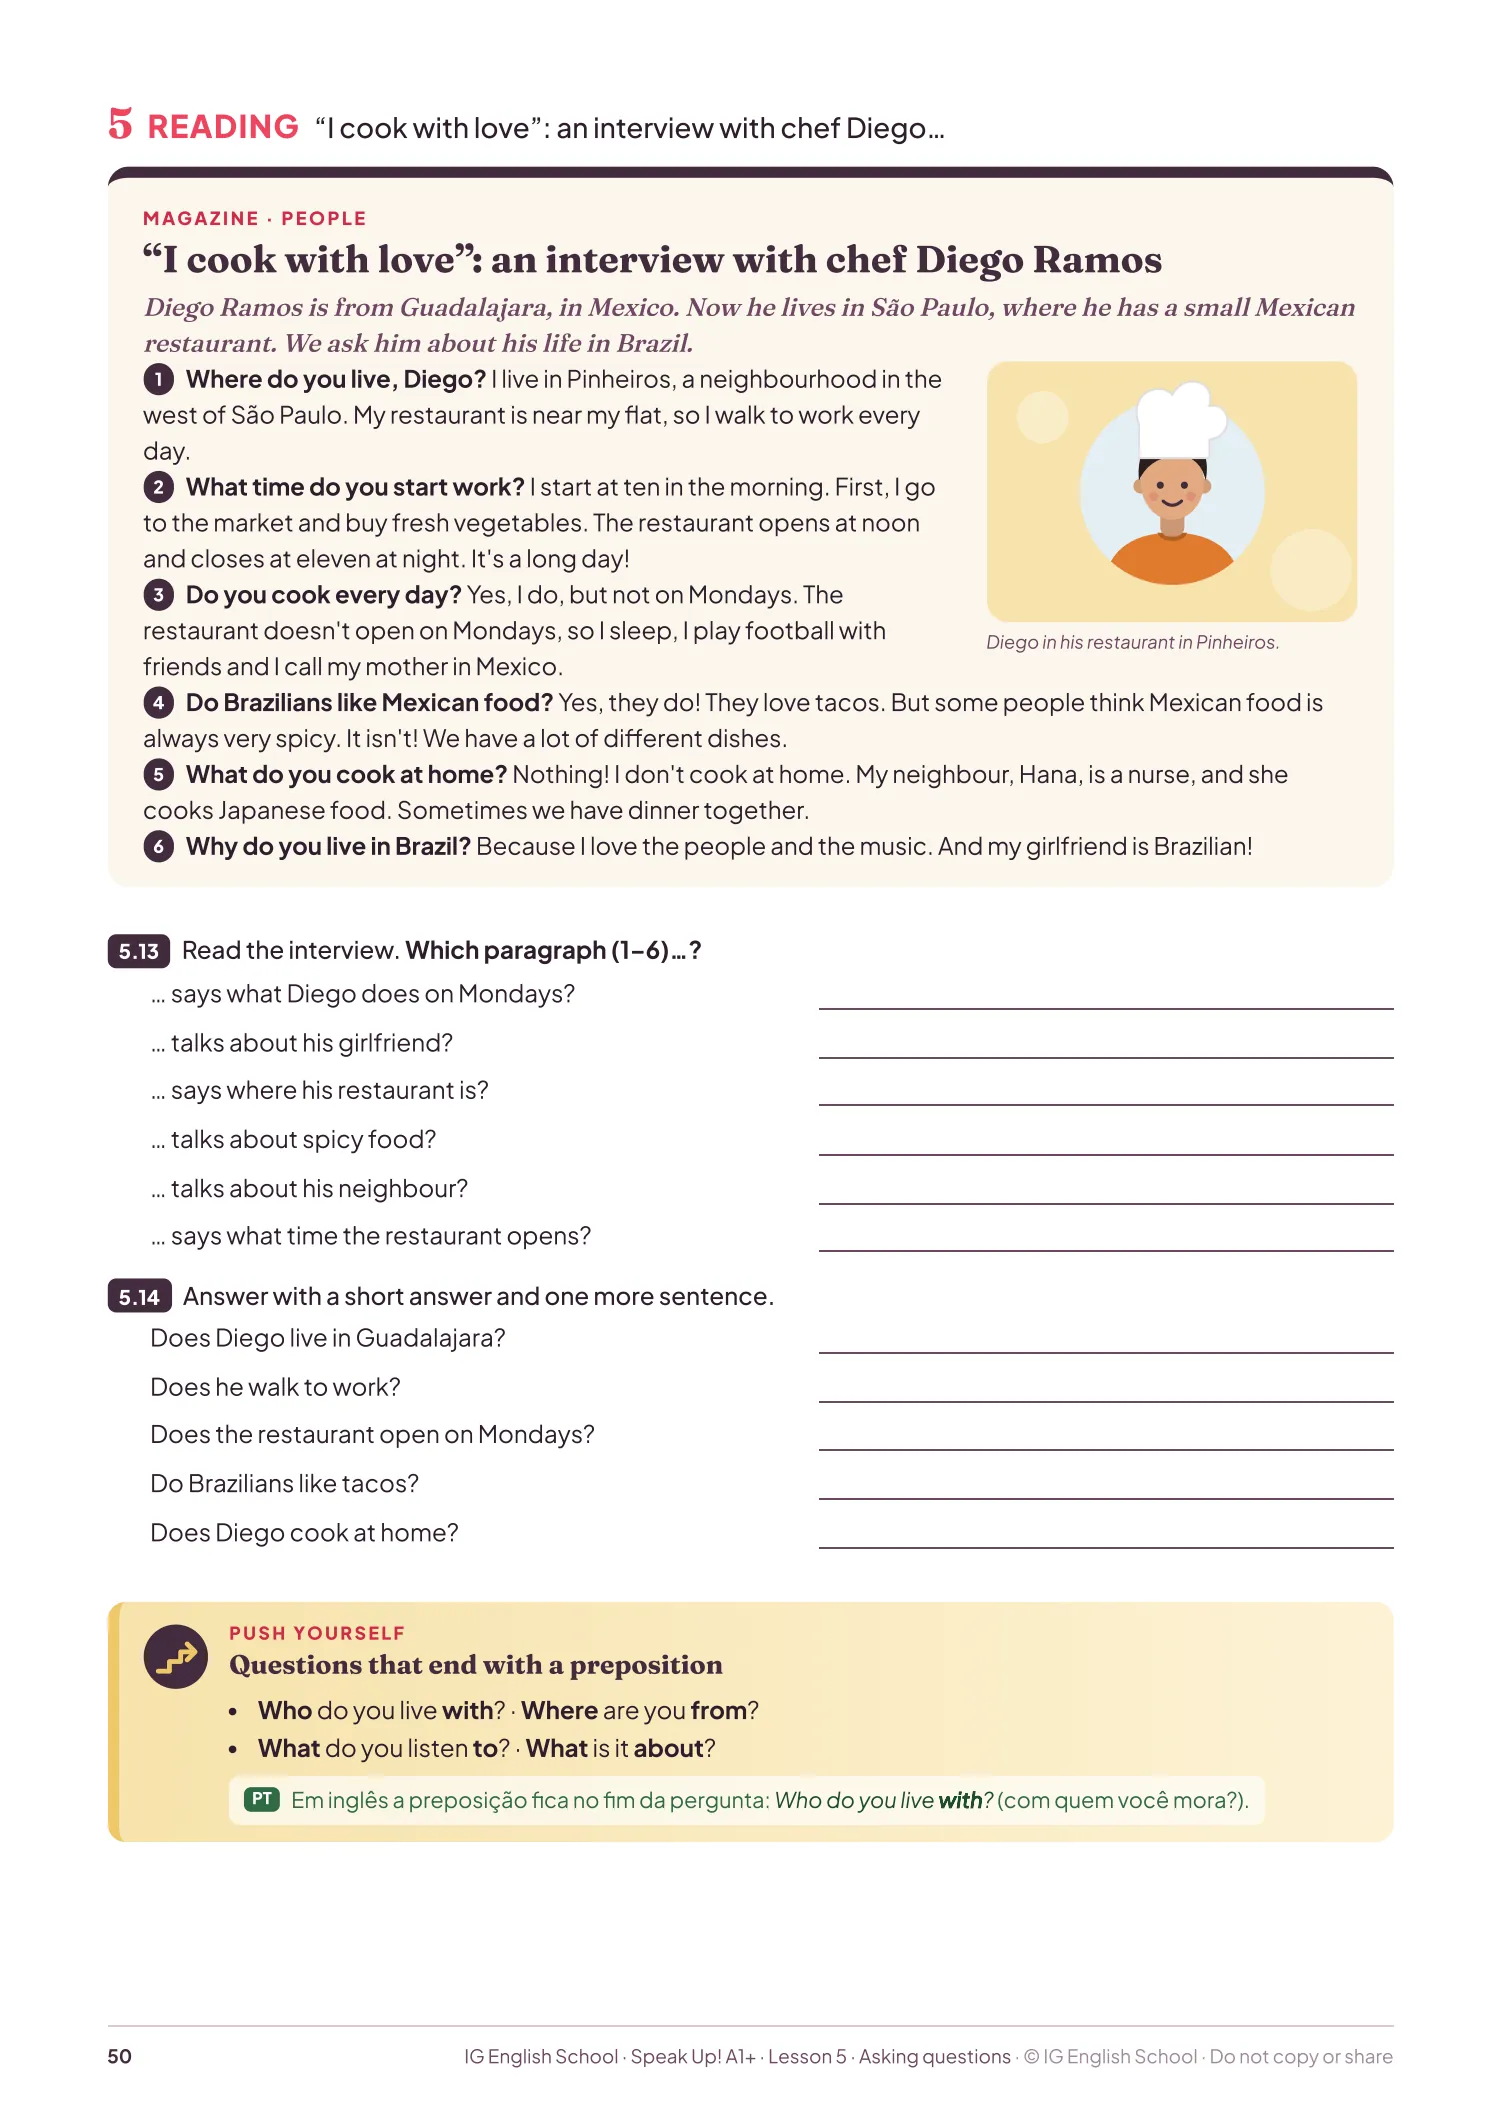 5 READING “I cook with love”: an interview with chef Diego…
MAGAZINE · PEOPLE
“I cook with love”: an interview with chef Diego Ramos
Diego Ramos is from Guadalajara, in Mexico. Now he lives in São Paulo, where he has a small Mexican
restaurant. We ask him about his life in Brazil.
1 Where do you live, Diego? I live in Pinheiros, a neighbourhood in the
west of São Paulo. My restaurant is near my flat, so I walk to work every
day.
2 What time do you start work? I start at ten in the morning. First, I go
to the market and buy fresh vegetables. The restaurant opens at noon
and closes at eleven at night. It's a long day!
3 Do you cook every day? Yes, I do, but not on Mondays. The
restaurant doesn't open on Mondays, so I sleep, I play football with
friends and I call my mother in Mexico.
Diego in his restaurant in Pinheiros.
4 Do Brazilians like Mexican food? Yes, they do! They love tacos. But some people think Mexican food is
always very spicy. It isn't! We have a lot of different dishes.
5 What do you cook at home? Nothing! I don't cook at home. My neighbour, Hana, is a nurse, and she
cooks Japanese food. Sometimes we have dinner together.
6 Why do you live in Brazil? Because I love the people and the music. And my girlfriend is Brazilian!
5.13 Read the interview. Which paragraph (1–6)…?
… says what Diego does on Mondays?
… talks about his girlfriend?
… says where his restaurant is?
… talks about spicy food?
… talks about his neighbour?
… says what time the restaurant opens?
5.14 Answer with a short answer and one more sentence.
Does Diego live in Guadalajara?
Does he walk to work?
Does the restaurant open on Mondays?
Do Brazilians like tacos?
Does Diego cook at home?
PUSH YOURSELF
Questions that end with a preposition
• Who do you live with? · Where are you from?
• What do you listen to? · What is it about?
PT Em inglês a preposição fica no fim da pergunta: Who do you live with? (com quem você mora?).
50 IG English School · Speak Up! A1+ · Lesson 5 · Asking questions · © IG English School · Do not copy or share